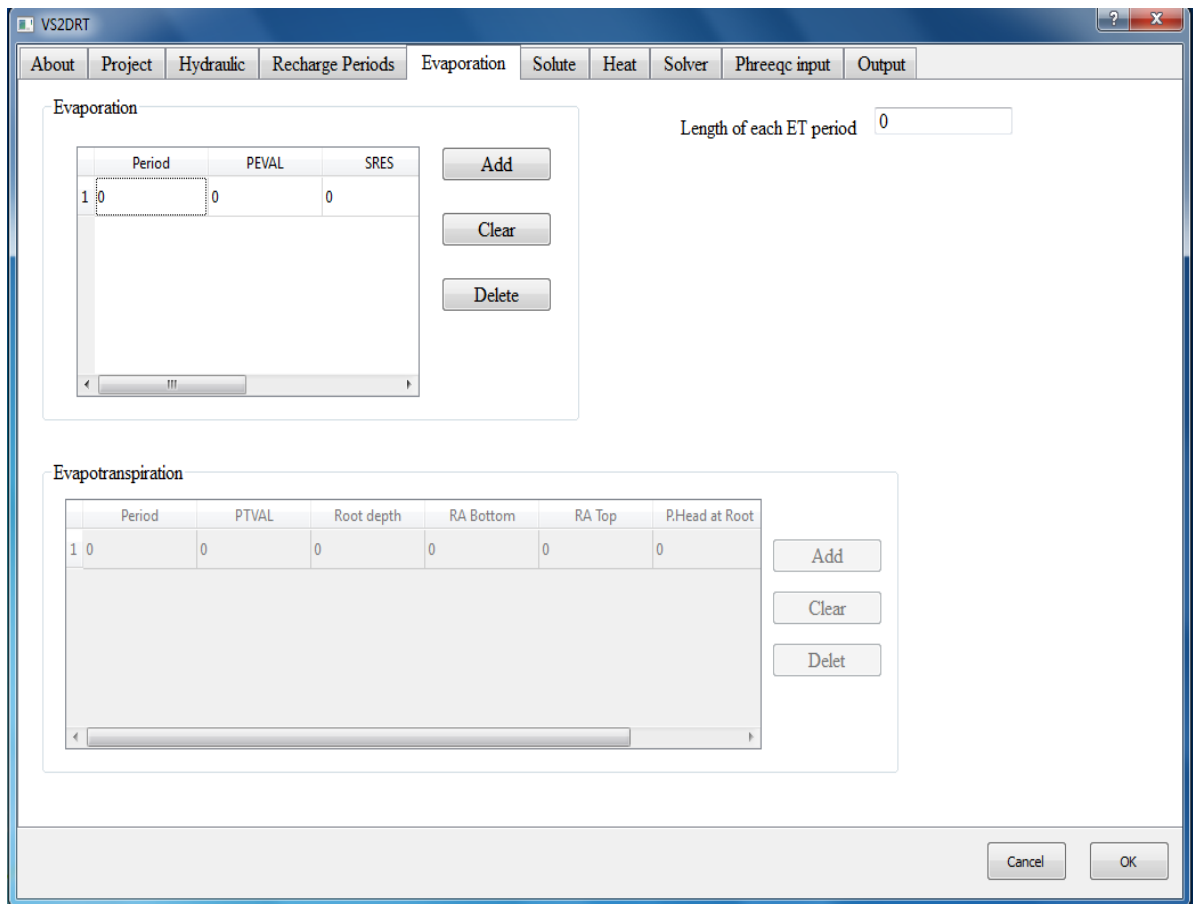 VS2DRT
? X
About Project Hydraulic Recharge Periods Evaporation Solute Heat Solver Phreeqc input Output
Evaporation
Length of each ET period 0
Period PEVAL SRES
1 0 0 0
Add
Clear
Delete
Evapotranspiration
Period PTVAL Root depth RA Bottom RA Top P.Head at Root
1 0 0 0 0 0 0
Add
Clear
Delet
Cancel OK